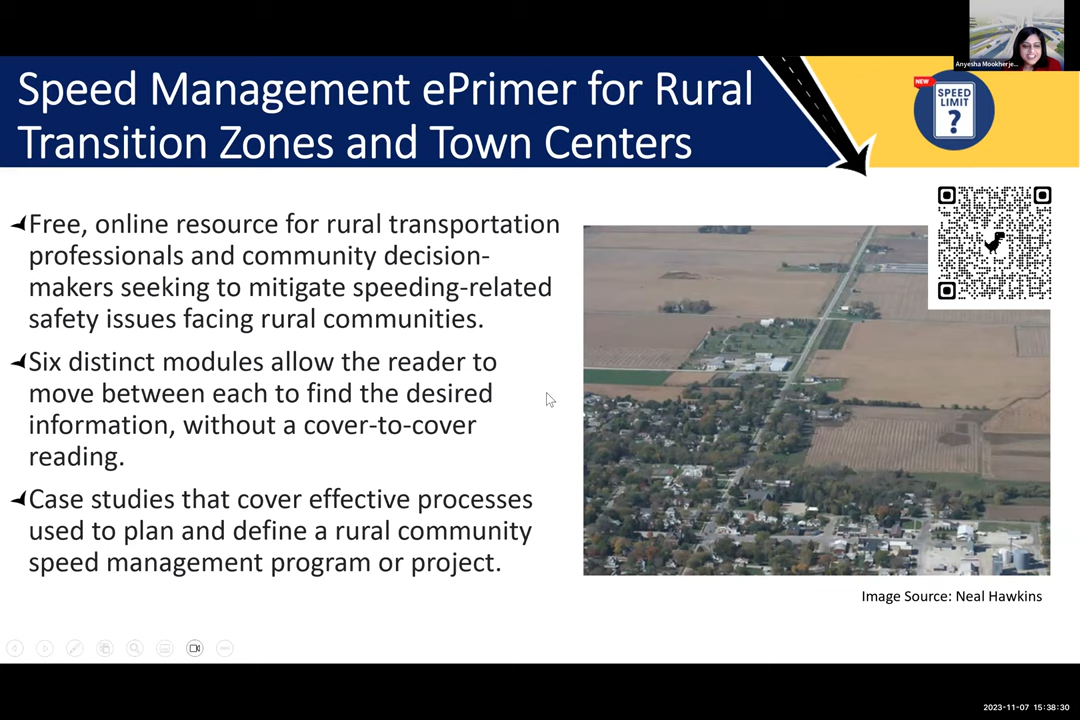 Anyesha Mookherje...
Speed Management ePrimer for Rural
Transition Zones and Town Centers
NEW
SPEED
LIMIT
?
Free, online resource for rural transportation
professionals and community decision-
makers seeking to mitigate speeding-related
safety issues facing rural communities.
Six distinct modules allow the reader to
move between each to find the desired
information, without a cover-to-cover
reading.
Case studies that cover effective processes
used to plan and define a rural community
speed management program or project.
Image Source: Neal Hawkins
2023-11-07 15:38:30